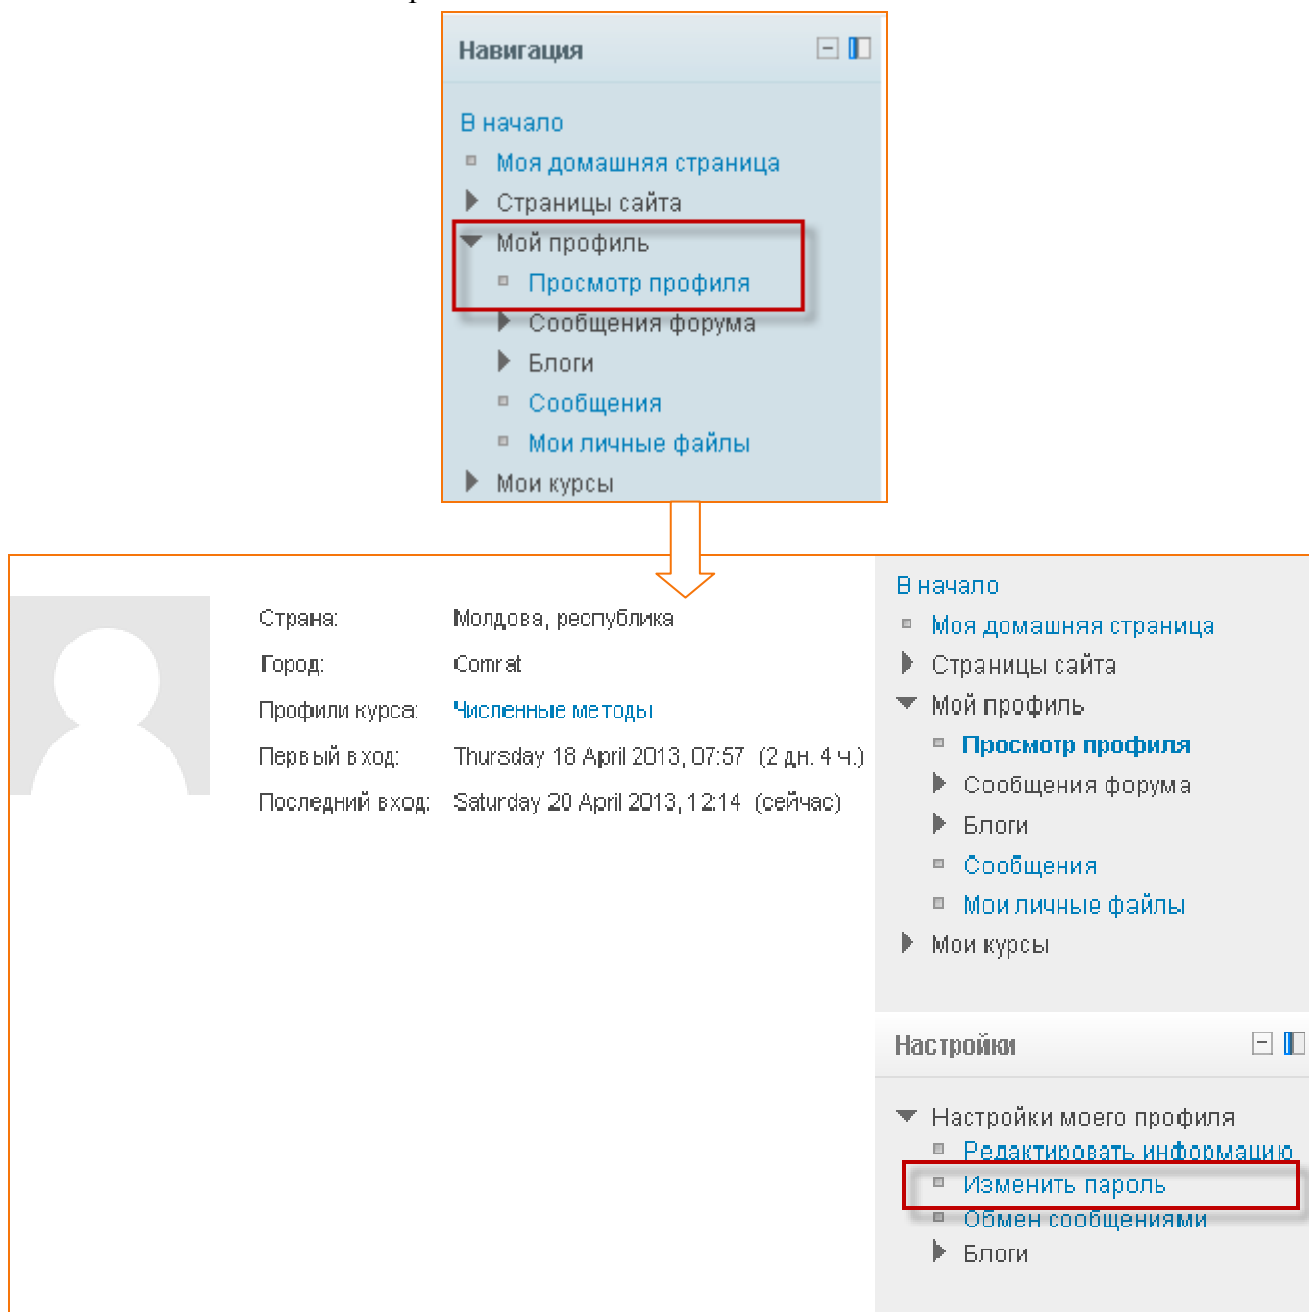 Навигация
В начало
Моя домашняя страница
Страницы сайта
Мой профиль
Просмотр профиля
Сообщения форума
Блоги
Сообщения
Мои личные файлы
Мои курсы
Страна: Молдова, республика
Город: Comrat
Профили курса: Численные методы
Первый вход: Thursday 18 April 2013, 07:57 (2 дн. 4 ч.)
Последний вход: Saturday 20 April 2013, 12:14 (сейчас)
В начало
Моя домашняя страница
Страницы сайта
Мой профиль
Просмотр профиля
Сообщения форума
Блоги
Сообщения
Мои личные файлы
Мои курсы
Настройки
Настройки моего профиля
Редактировать информацию
Изменить пароль
Обмен сообщениями
Блоги